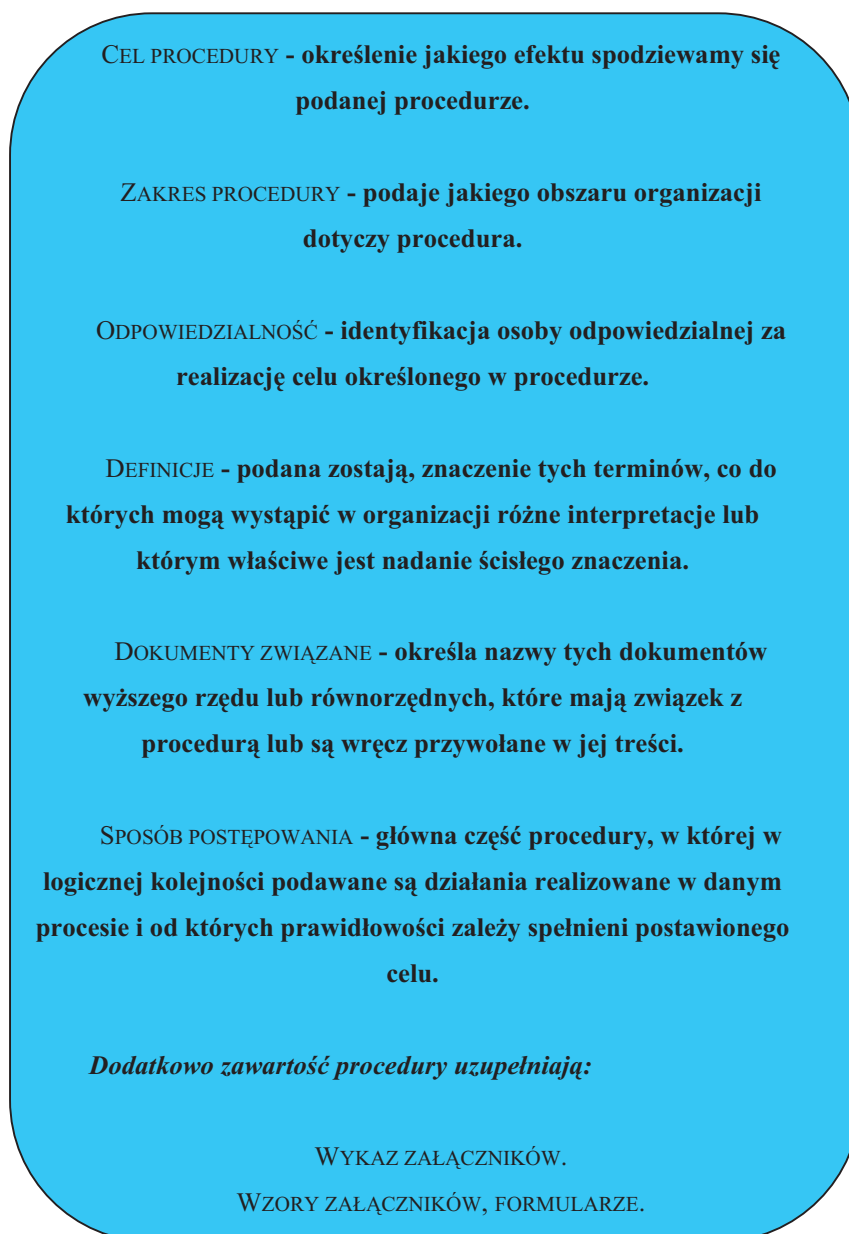 CEL PROCEDURY - określenie jakiego efektu spodziewamy się
podanej procedurze.
ZAKRES PROCEDURY - podaje jakiego obszaru organizacji
dotyczy procedura.
ODPOWIEDZIALNOŚĆ - identyfikacja osoby odpowiedzialnej za
realizację celu określonego w procedurze.
DEFINICJE - podana zostają, znaczenie tych terminów, co do
których mogą wystąpić w organizacji różne interpretacje lub
którym właściwe jest nadanie ścisłego znaczenia.
DOKUMENTY ZWIĄZANE - określa nazwy tych dokumentów
wyższego rzędu lub równorzędnych, które mają związek z
procedurą lub są wręcz przywołane w jej treści.
SPOSÓB POSTĘPOWANIA - główna część procedury, w której w
logicznej kolejności podawane są działania realizowane w danym
procesie i od których prawidłowości zależy spełnieni postawionego
celu.
Dodatkowo zawartość procedury uzupełniają:
WYKAZ ZAŁĄCZNIKÓW.
WZORY ZAŁĄCZNIKÓW, FORMULARZE.